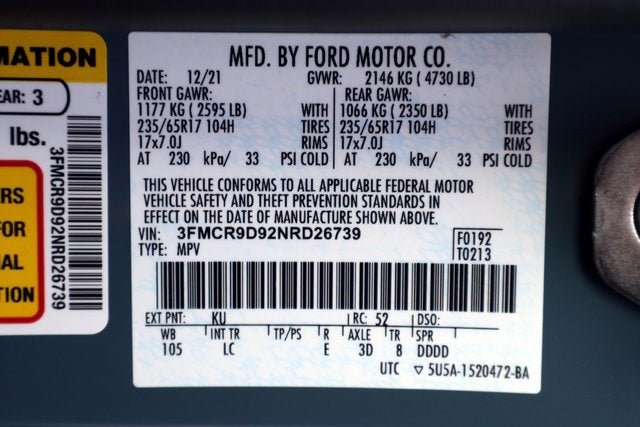 MATION
EAR: 3
lbs.
RS
FOR
AL
TION
3FMCR9D92NRD26739
MFD. BY FORD MOTOR CO.
DATE: 12/21 GVWR: 2146 KG ( 4730 LB)
FRONT GAWR: REAR GAWR:
1177 KG ( 2595 LB) WITH 1066 KG ( 2350 LB) WITH
235/65R17 104H TIRES 235/65R17 104H TIRES
17x7.0J RIMS 17x7.0J RIMS
AT 230 kPa/ 33 PSI COLD AT 230 kPa/ 33 PSI COLD
THIS VEHICLE CONFORMS TO ALL APPLICABLE FEDERAL MOTOR
VEHICLE SAFETY AND THEFT PREVENTION STANDARDS IN
EFFECT ON THE DATE OF MANUFACTURE SHOWN ABOVE.
VIN: 3FMCR9D92NRD26739 F0192
TYPE: MPV T0213
EXT PNT: KU RC: 52 DSO:
WB INT TR TP/PS R AXLE TR SPR
105 LC E 3D 8 DDDD
UTC ▽ 5U5A-1520472-BA